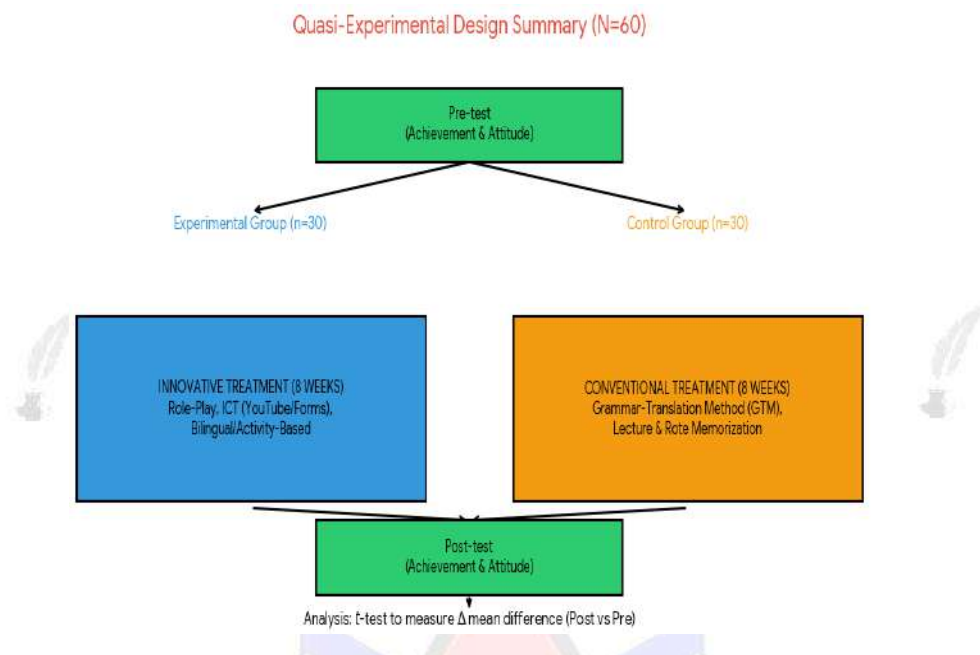 Quasi-Experimental Design Summary (N=60)
Pre-test
(Achievement & Attitude)
Experimental Group (n=30)
Control Group (n=30)
INNOVATIVE TREATMENT (8 WEEKS)
Role-Play, ICT (YouTube/Forms),
Bilingual/Activity-Based
CONVENTIONAL TREATMENT (8 WEEKS)
Grammar-Translation Method (GTM),
Lecture & Rote Memorization
Post-test
(Achievement & Attitude)
Analysis: t-test to measure Δ mean difference (Post vs Pre)